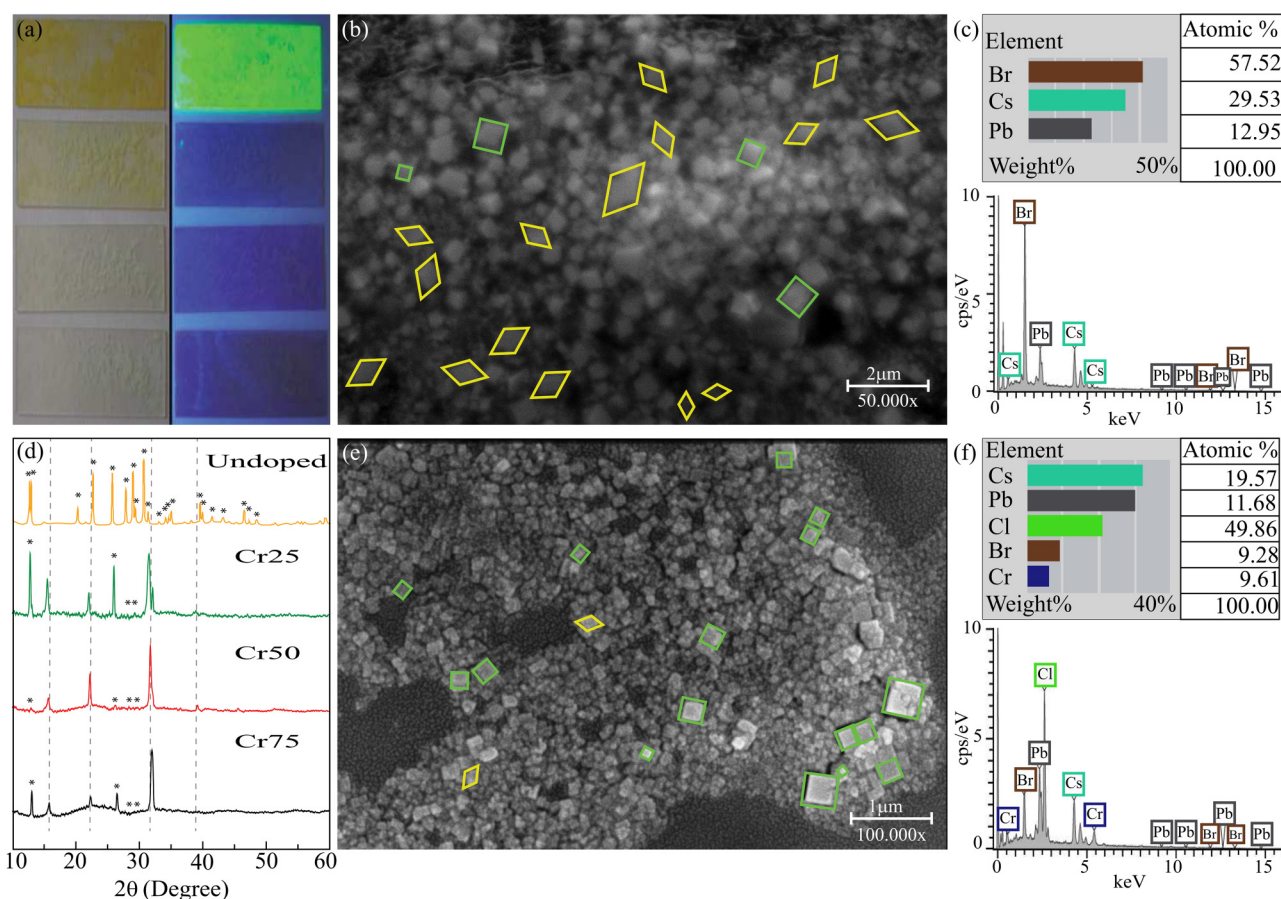 (a)
(b)
2μm
50.000x
(c)
Element
Br
Cs
Pb
Weight% 50%
Atomic %
57.52
29.53
12.95
100.00
10
5
0
cps/eV
Br
Pb
Cs
Cs
Cs
Pb
Pb
Br
Pb
Br
Pb
0 5 10 15
keV
(d)
Undoped
* * * * * * * * * * * * * * * * * * * *
Cr25
* * * *
Cr50
* * * *
Cr75
* * * *
10 20 30 40 50 60
2θ (Degree)
(e)
1μm
100.000x
(f)
Element
Cs
Pb
Cl
Br
Cr
Weight% 40%
Atomic %
19.57
11.68
49.86
9.28
9.61
100.00
10
5
0
cps/eV
Cl
Pb
Br
Cs
Cr
Cr
Pb
Pb
Pb
Br
Br
Pb
0 5 10 15
keV